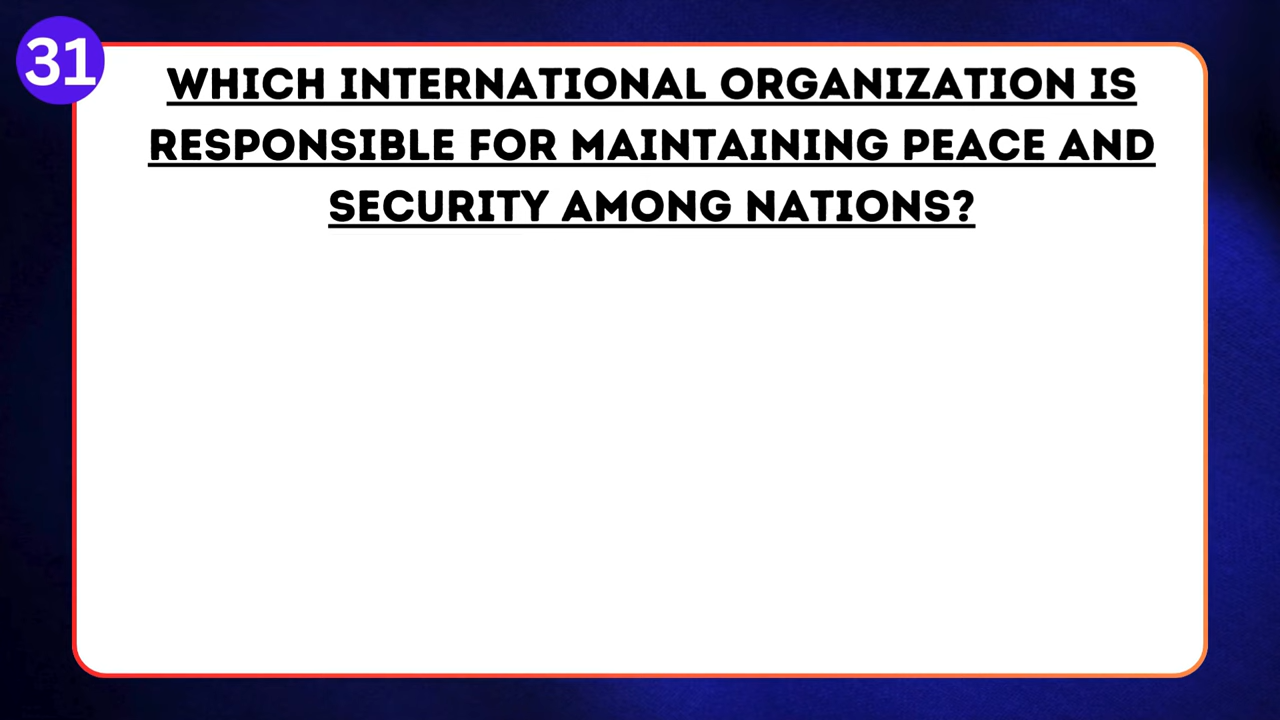 31
WHICH INTERNATIONAL ORGANIZATION IS
RESPONSIBLE FOR MAINTAINING PEACE AND
SECURITY AMONG NATIONS?